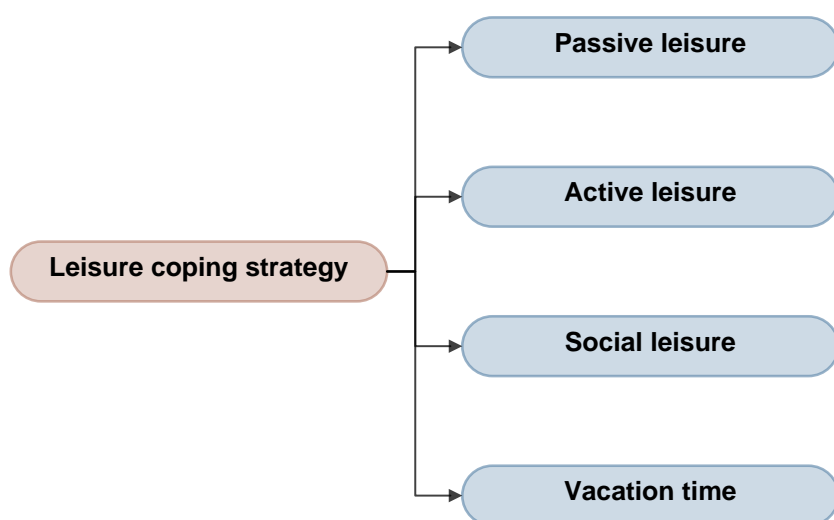 Passive leisure
Active leisure
Leisure coping strategy
Social leisure
Vacation time